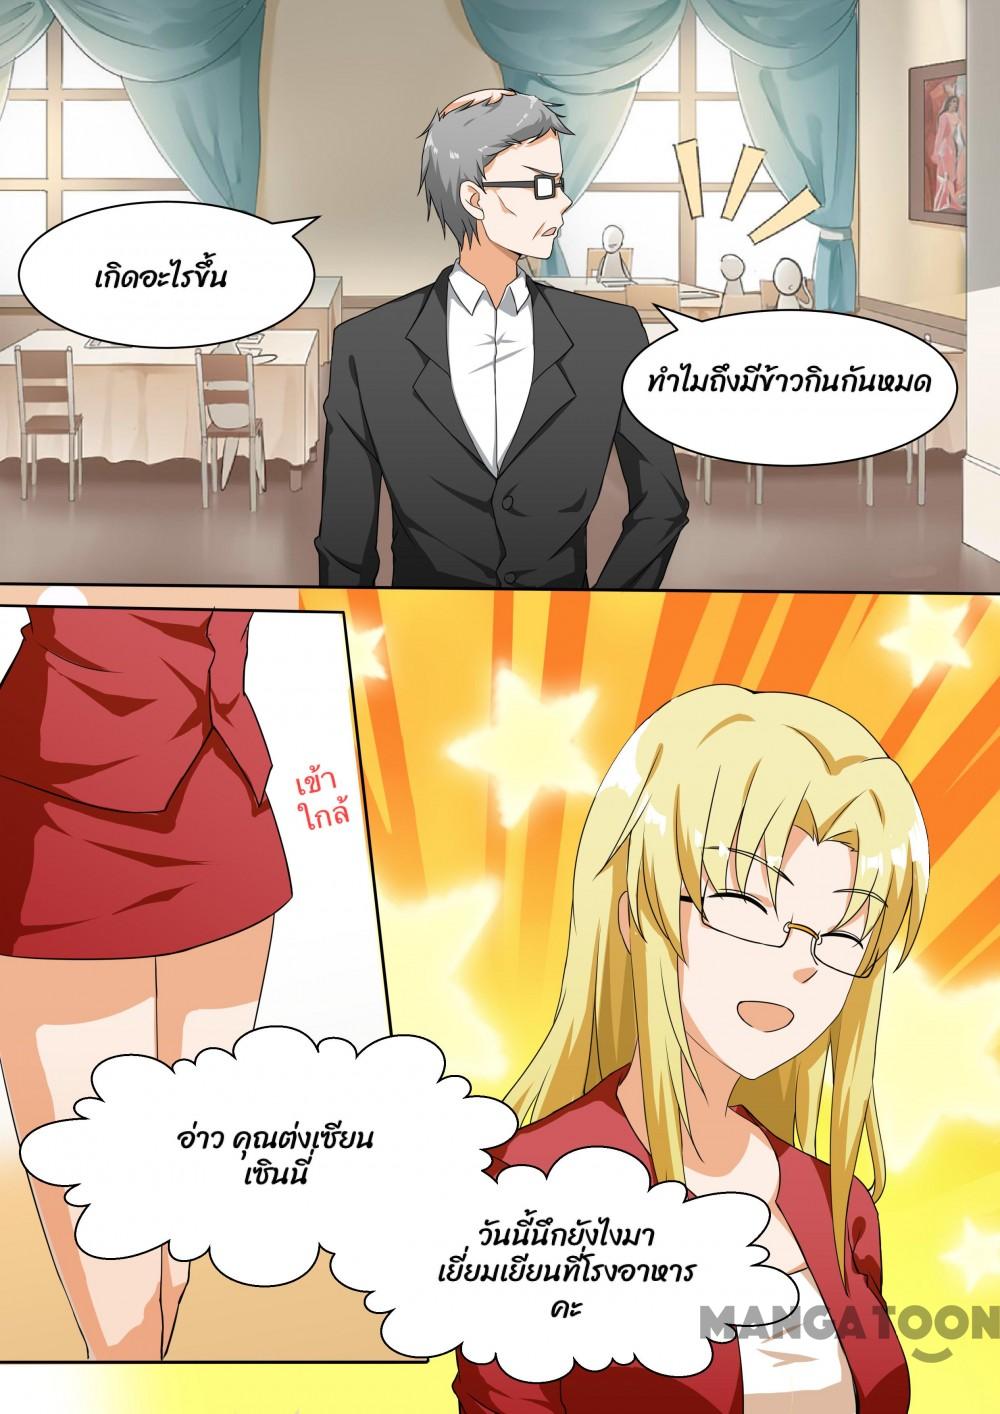 เกิดอะไรขึ้น
ทำไมถึงมีข้าวกินกันหมด
เข้า
ใกล้
อ่าว คุณต่งเซียน
เซินนี่
วันนี้นึกยังไงมา
เยี่ยมเยียนที่โรงอาหาร
คะ
MANGATOON